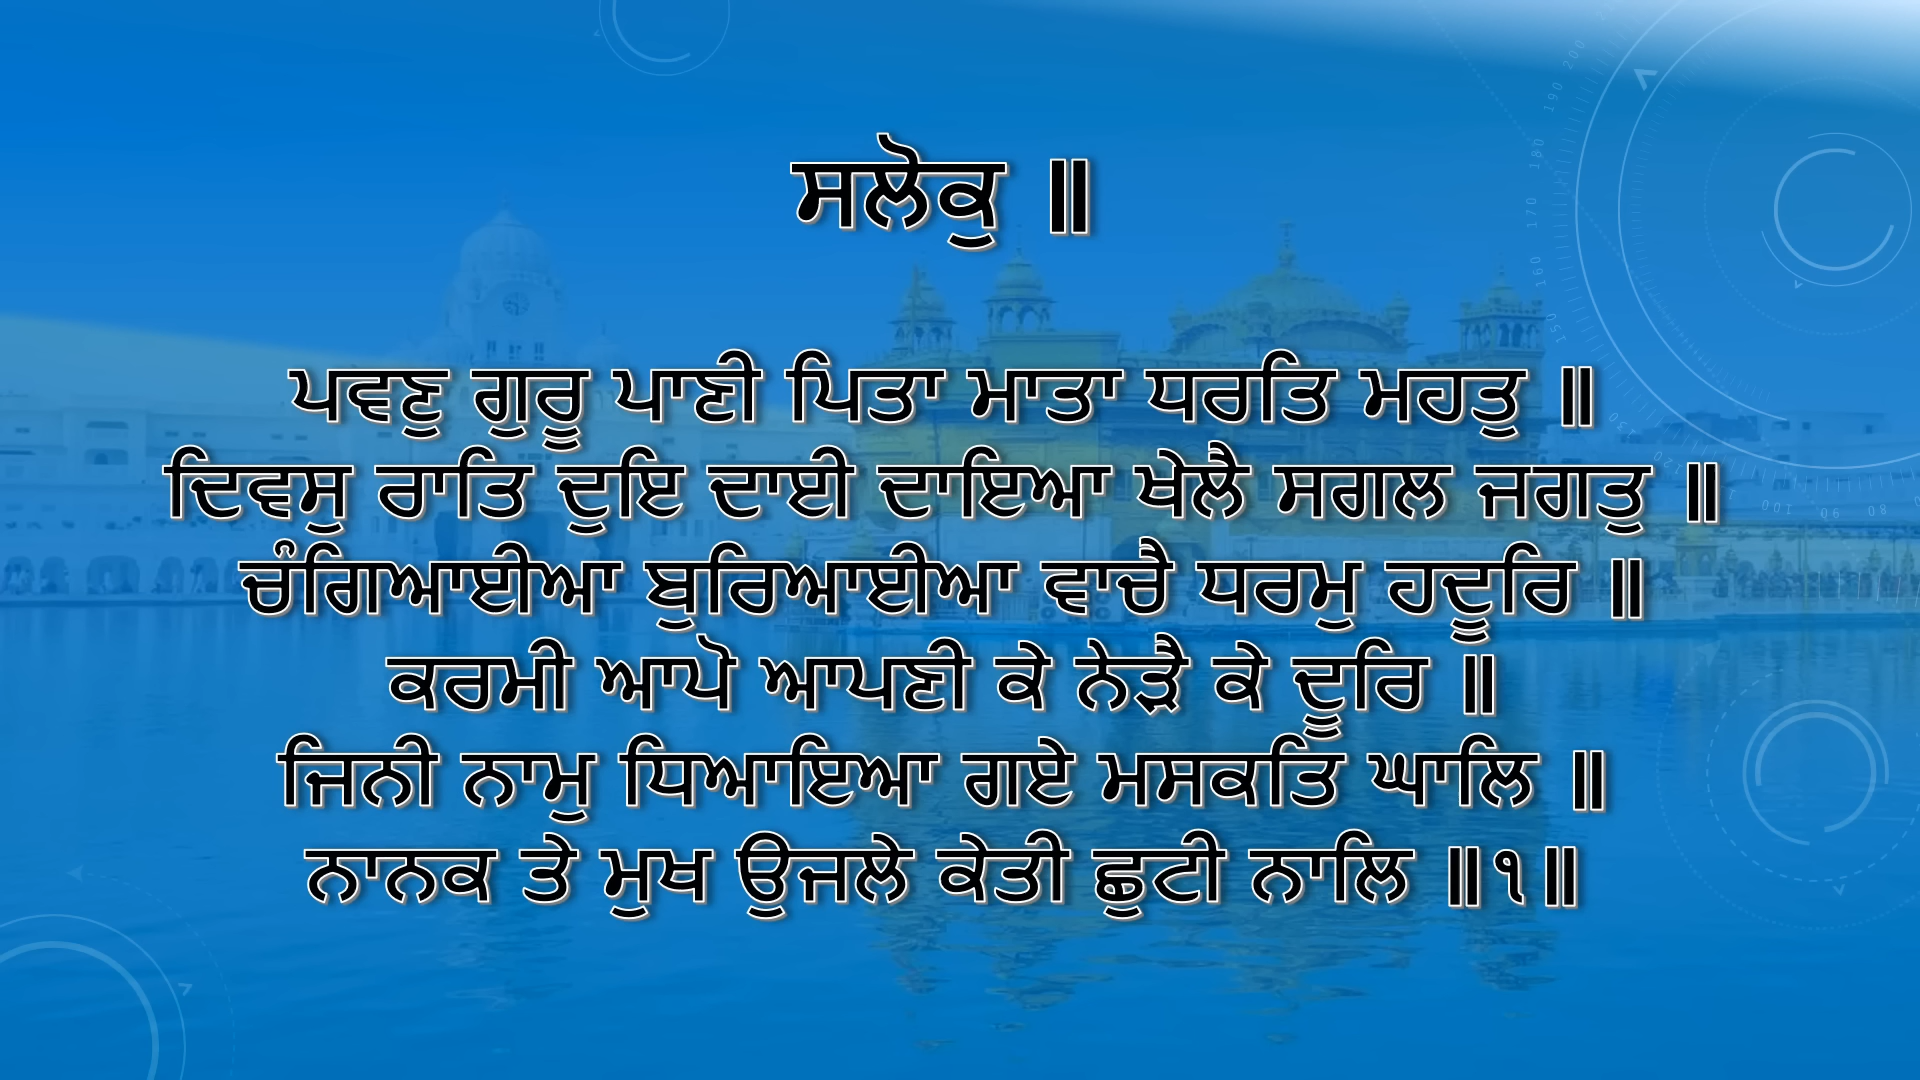 ਸਲੋਕੁ ॥
ਪਵਣੁ ਗੁਰੂ ਪਾਣੀ ਪਿਤਾ ਮਾਤਾ ਧਰਤਿ ਮਹਤੁ ॥
ਦਿਵਸੁ ਰਾਤਿ ਦੁਇ ਦਾਈ ਦਾਇਆ ਖੇਲੈ ਸਗਲ ਜਗਤੁ ॥
ਚੰਗਿਆਈਆ ਬੁਰਿਆਈਆ ਵਾਚੈ ਧਰਮੁ ਹਦੂਰਿ ॥
ਕਰਮੀ ਆਪੋ ਆਪਣੀ ਕੇ ਨੇੜੈ ਕੇ ਦੂਰਿ ॥
ਜਿਨੀ ਨਾਮੁ ਧਿਆਇਆ ਗਏ ਮਸਕਤਿ ਘਾਲਿ ॥
ਨਾਨਕ ਤੇ ਮੁਖ ਉਜਲੇ ਕੇਤੀ ਛੁਟੀ ਨਾਲਿ ॥੧॥